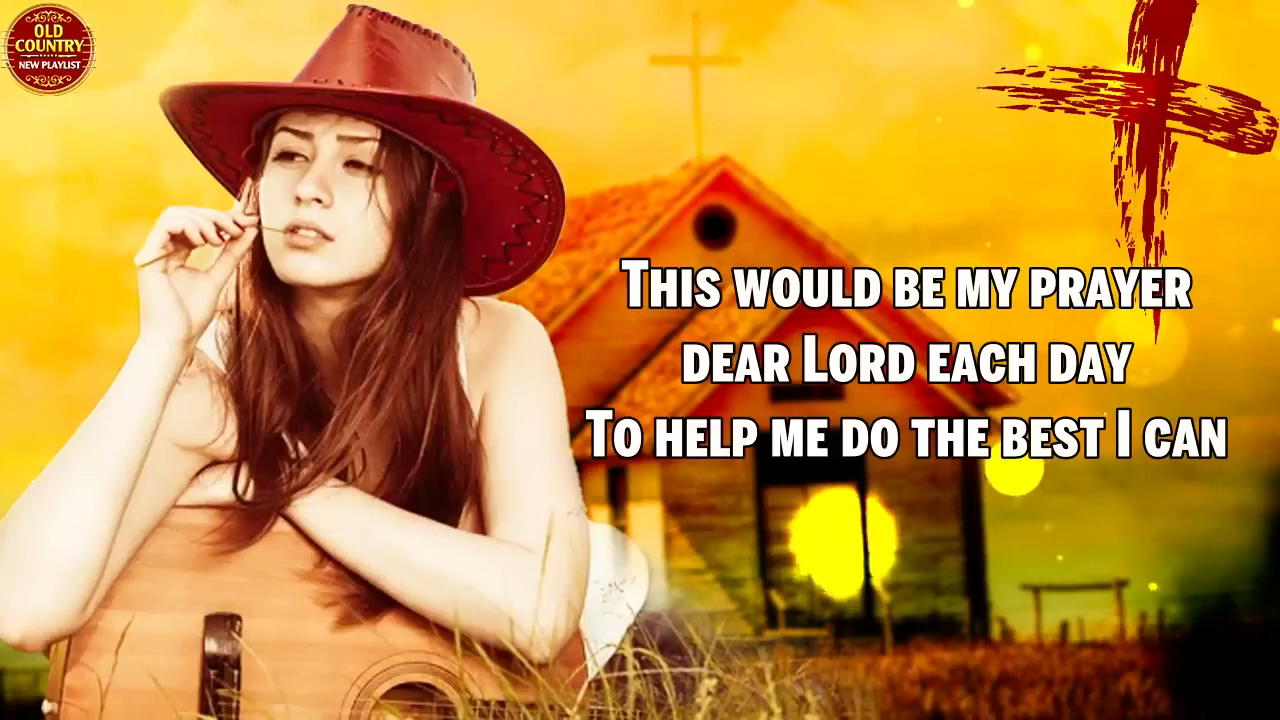 OLD
COUNTRY
NEW PLAYLIST
THIS WOULD BE MY PRAYER
DEAR LORD EACH DAY
TO HELP ME DO THE BEST I CAN